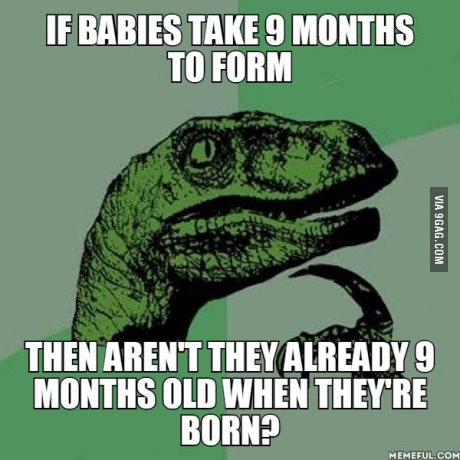 IF BABIES TAKE 9 MONTHS
TO FORM
VIA 9GAG.COM
THEN AREN'T THEY ALREADY 9
MONTHS OLD WHEN THEY'RE
BORN?
MEMEFUL.COM